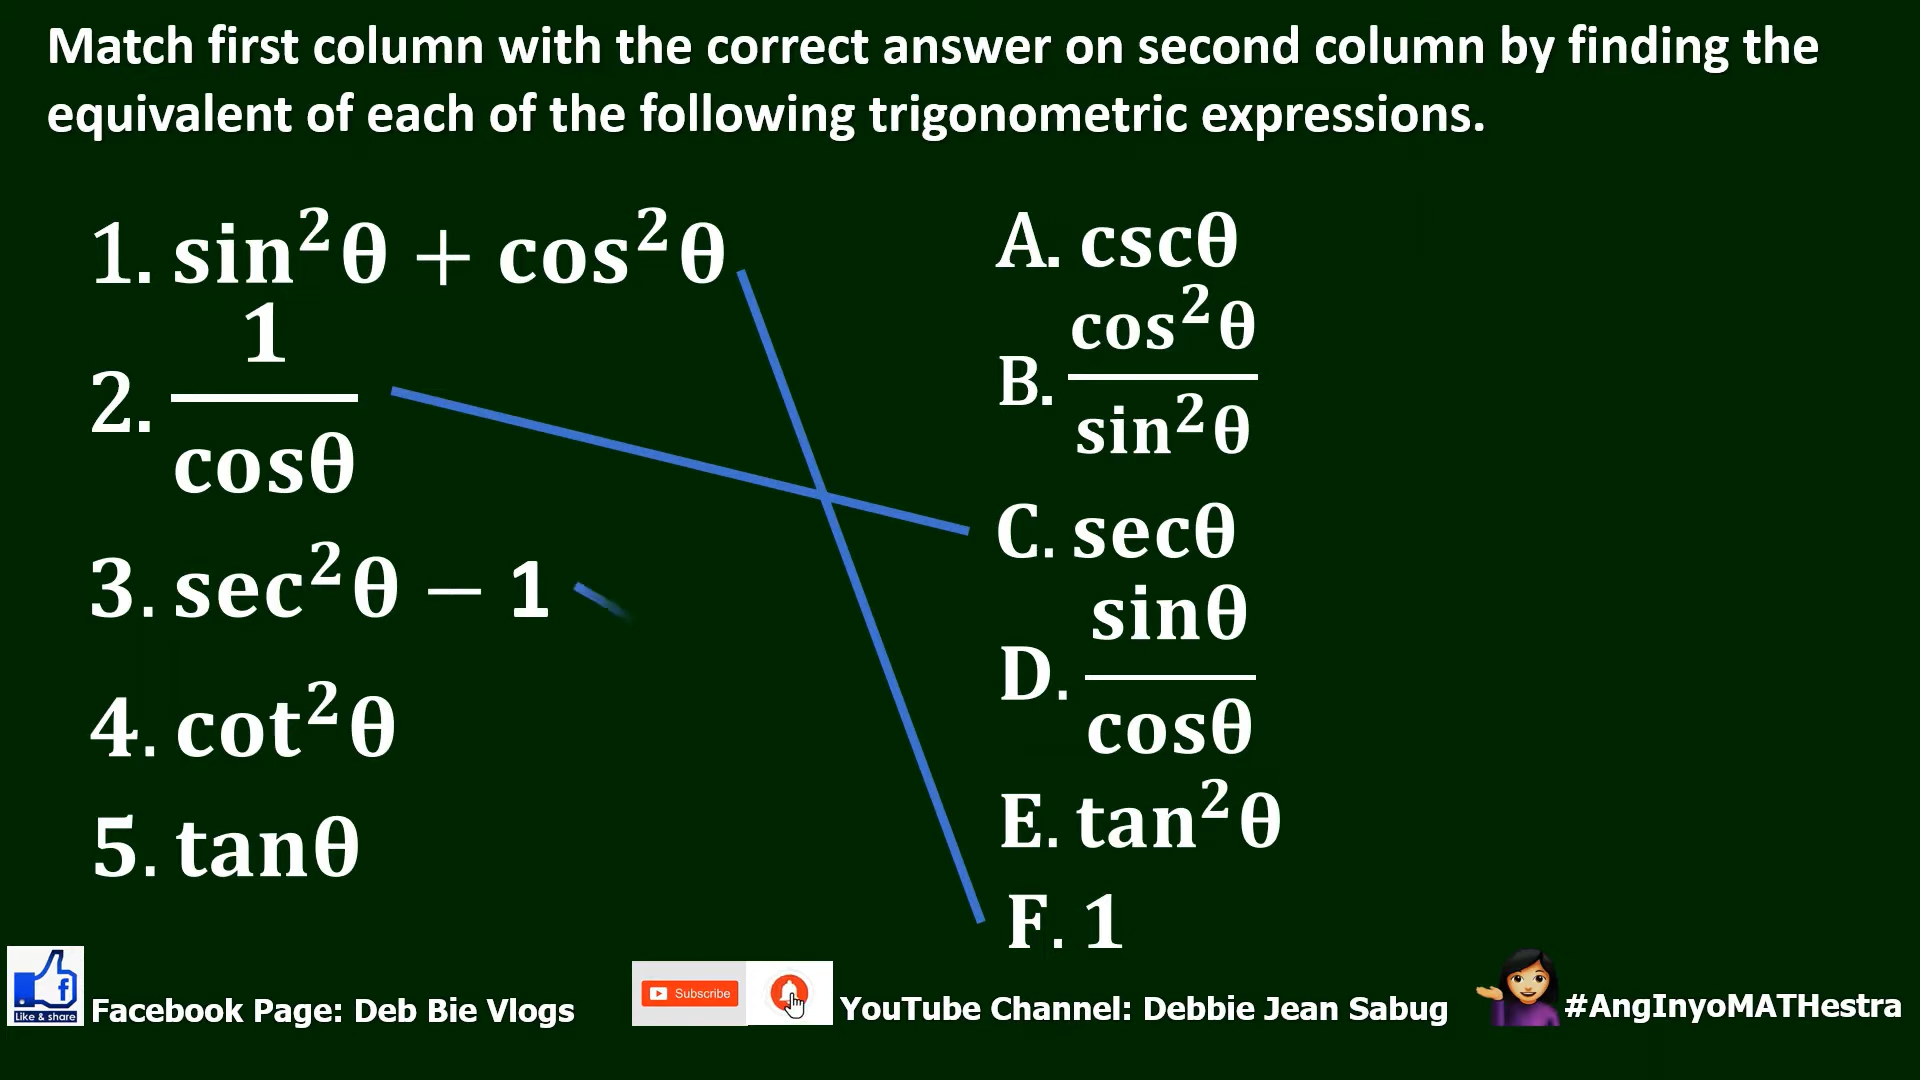 Match first column with the correct answer on second column by finding the
equivalent of each of the following trigonometric expressions.
1. sin²θ + cos²θ
2. 1/cosθ
3. sec²θ − 1
4. cot²θ
5. tanθ
A. cscθ
B. cos²θ/sin²θ
C. secθ
D. sinθ/cosθ
E. tan²θ
F. 1
f
Like & share
Facebook Page: Deb Bie Vlogs
Subscribe
YouTube Channel: Debbie Jean Sabug
#AngInyoMATHestra